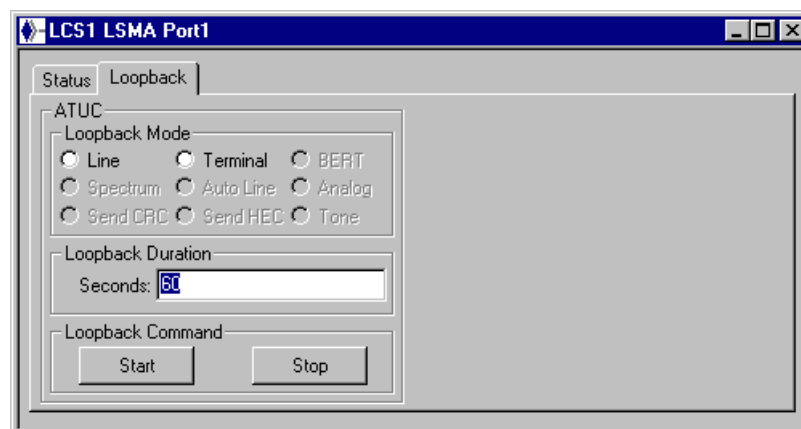 LCS1 LSMA Port1
Status Loopback
ATUC
Loopback Mode
Line Terminal BERT
Spectrum Auto Line Analog
Send CRC Send HEC Tone
Loopback Duration
Seconds: 60
Loopback Command
Start Stop